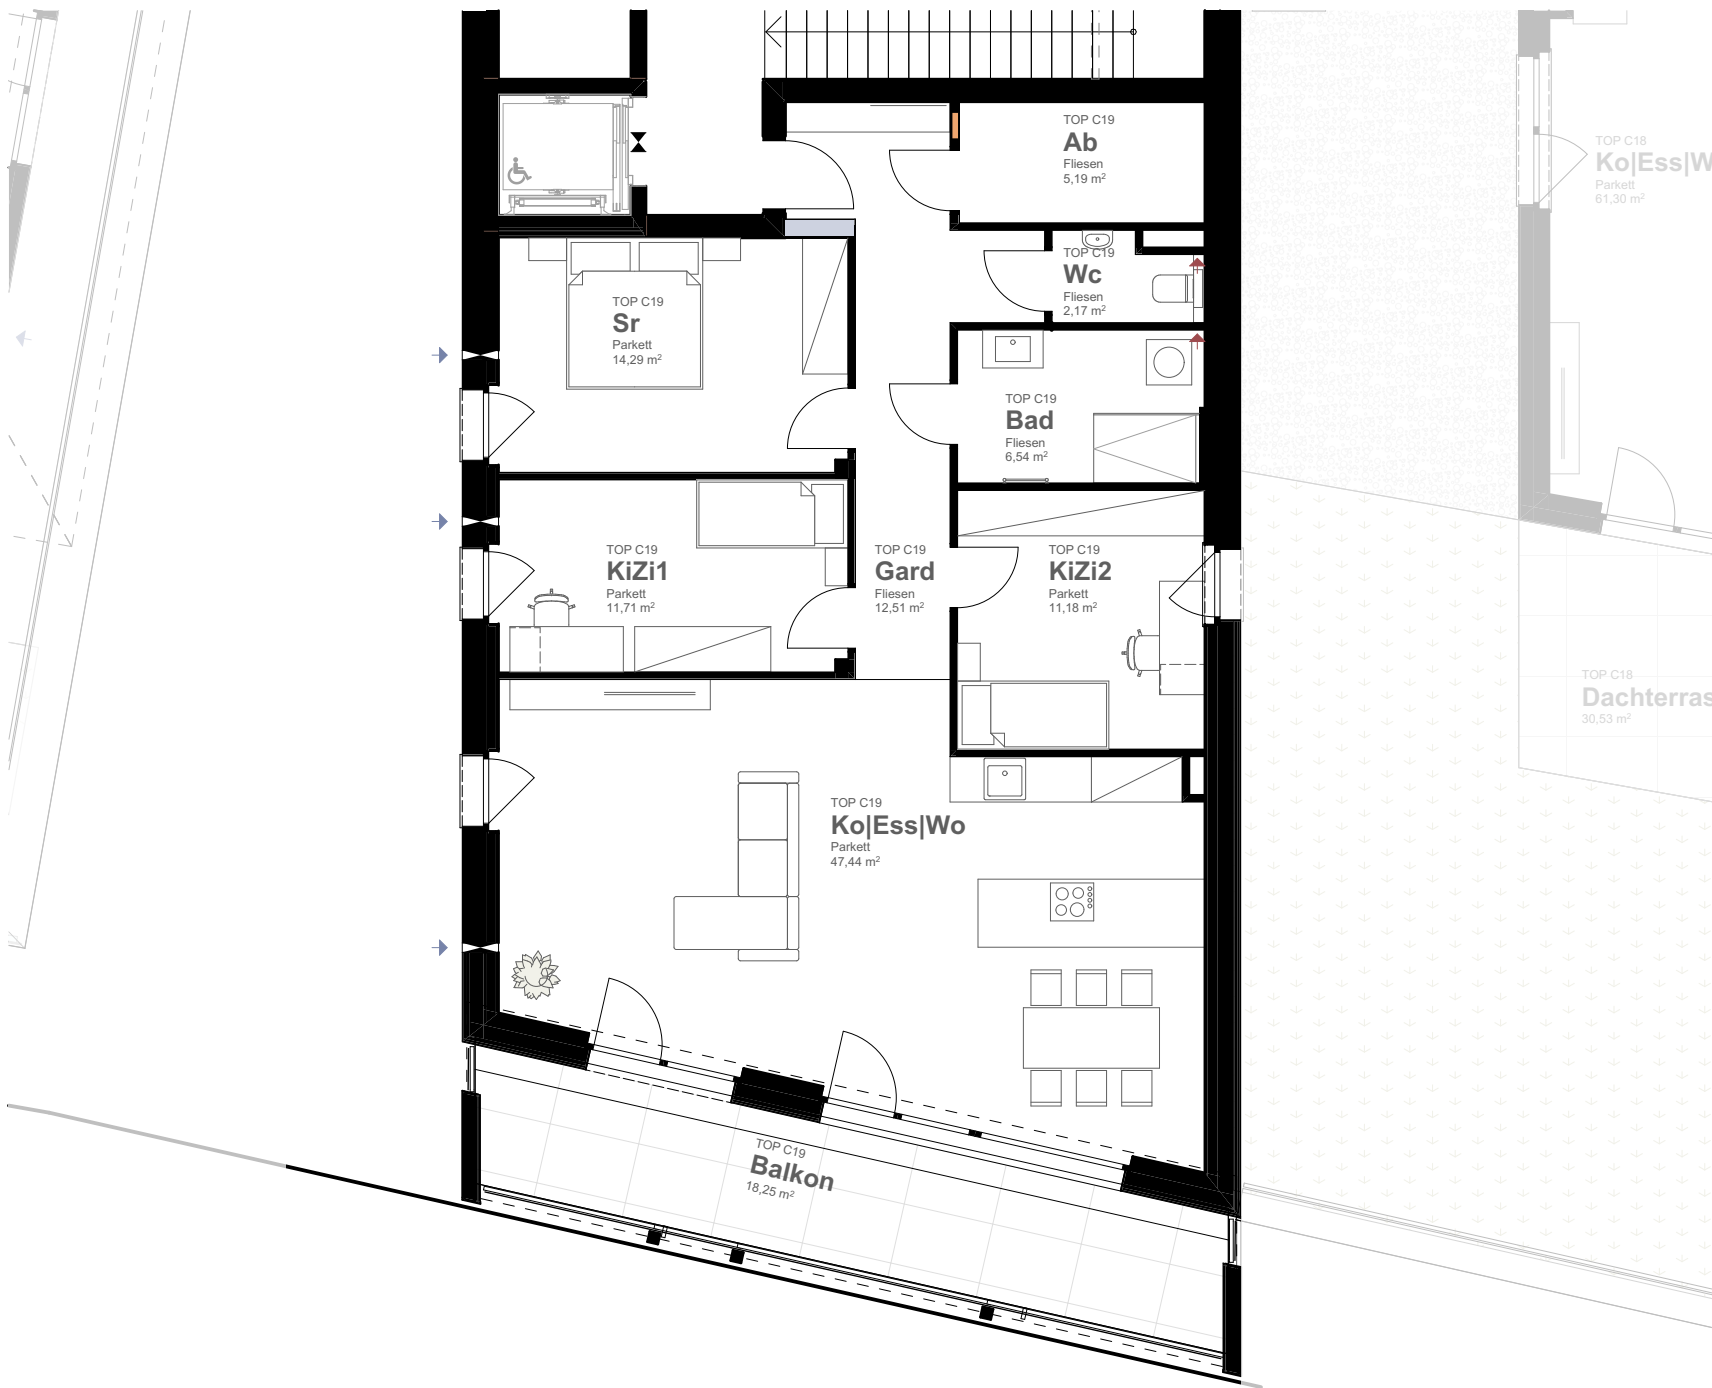 TOP C19
Ab
Fliesen
5,19 m²
TOP C18
Ko|Ess|W
Parkett
61,30 m²
TOP C19
Wc
Fliesen
2,17 m²
TOP C19
Sr
Parkett
14,29 m²
TOP C19
Bad
Fliesen
6,54 m²
TOP C19
KiZi1
Parkett
11,71 m²
TOP C19
Gard
Fliesen
12,51 m²
TOP C19
KiZi2
Parkett
11,18 m²
TOP C18
Dachterras
30,53 m²
TOP C19
Ko|Ess|Wo
Parkett
47,44 m²
TOP C19
Balkon
18,25 m²